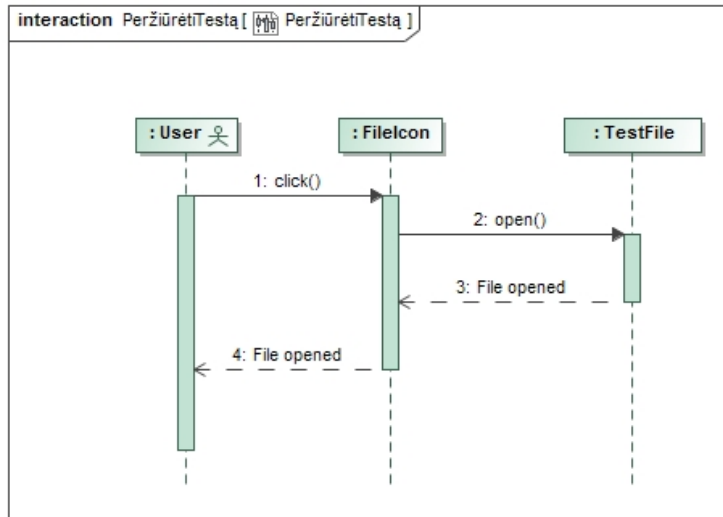 interaction PeržiūrėtiTestą [ PeržiūrėtiTestą ]
: User
: FileIcon
: TestFile
1: click()
2: open()
3: File opened
4: File opened